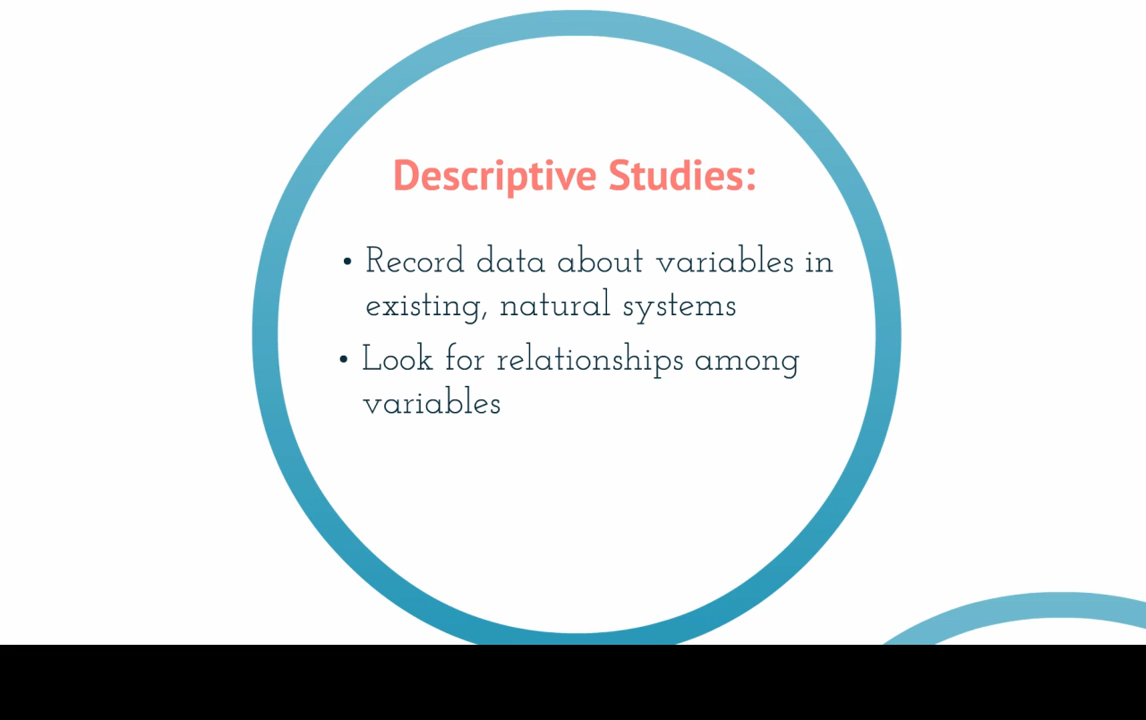 Descriptive Studies:
• Record data about variables in
existing, natural systems
• Look for relationships among
variables